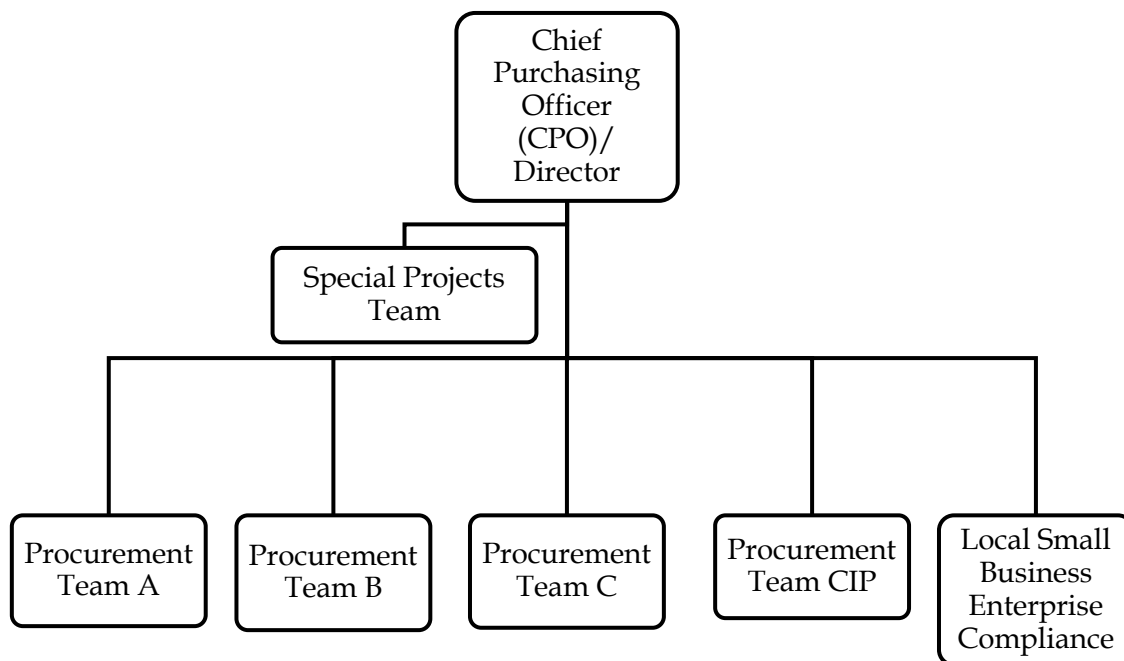 Chief
Purchasing
Officer
(CPO)/
Director
Special Projects
Team
Procurement
Team A
Procurement
Team B
Procurement
Team C
Procurement
Team CIP
Local Small
Business
Enterprise
Compliance